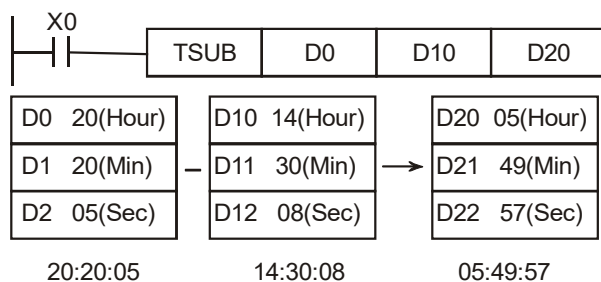 X0
TSUB D0 D10 D20
D0 20(Hour) D10 14(Hour) D20 05(Hour)
D1 20(Min) – D11 30(Min) → D21 49(Min)
D2 05(Sec) D12 08(Sec) D22 57(Sec)
20:20:05 14:30:08 05:49:57